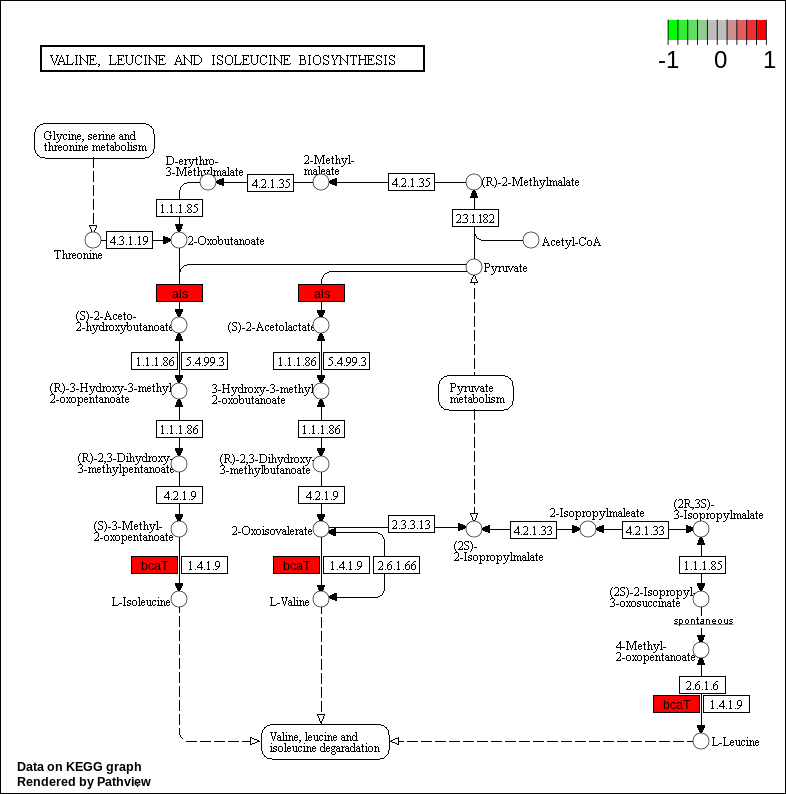 -1 0 1
VALINE, LEUCINE AND ISOLEUCINE BIOSYNTHESIS
Glycine, serine and
threonine metabolism
D-erythro-
3-Methylmalate
4.2.1.35
2-Methyl-
maleate
4.2.1.35
(R)-2-Methylmalate
1.1.1.85
2.3.1.182
Threonine
4.3.1.19
2-Oxobutanoate
Acetyl-CoA
Pyruvate
als
als
(S)-2-Aceto-
2-hydroxybutanoate
(S)-2-Acetolactate
1.1.1.86
5.4.99.3
1.1.1.86
5.4.99.3
(R)-3-Hydroxy-3-methyl
2-oxopentanoate
3-Hydroxy-3-methyl
2-oxobutanoate
Pyruvate
metabolism
1.1.1.86
1.1.1.86
(R)-2,3-Dihydroxy-
3-methylpentanoate
(R)-2,3-Dihydroxy-
3-methylbutanoate
4.2.1.9
4.2.1.9
(S)-3-Methyl-
2-oxopentanoate
2-Oxoisovalerate
2.3.3.13
(2S)-
2-Isopropylmalate
4.2.1.33
2-Isopropylmaleate
4.2.1.33
(2R,3S)-
3-Isopropylmalate
bcaT
1.4.1.9
bcaT
1.4.1.9
2.6.1.66
1.1.1.85
L-Isoleucine
L-Valine
(2S)-2-Isopropyl-
3-oxosuccinate
spontaneous
4-Methyl-
2-oxopentanoate
2.6.1.6
bcaT
1.4.1.9
L-Leucine
Valine, leucine and
isoleucine degaradation
Data on KEGG graph
Rendered by Pathview